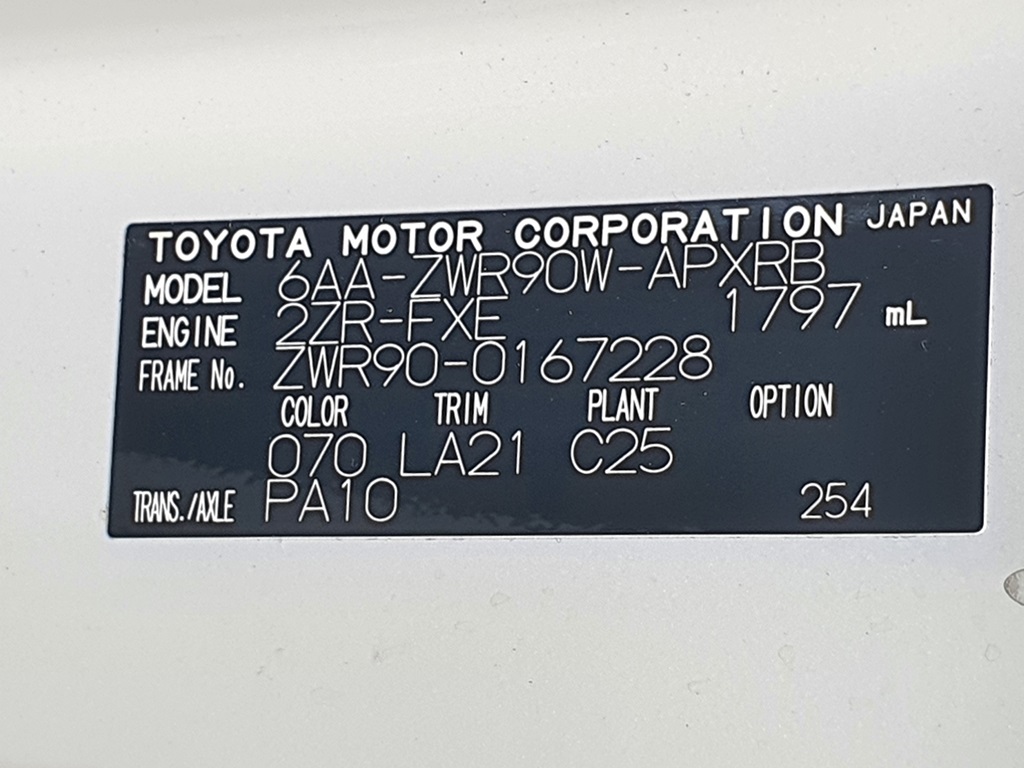 TOYOTA MOTOR CORPORATION JAPAN
MODEL 6AA-ZWR90W-APXRB
ENGINE 2ZR-FXE 1797 mL
FRAME No. ZWR90-0167228
COLOR TRIM PLANT OPTION
070 LA21 C25
TRANS./AXLE PA10 254